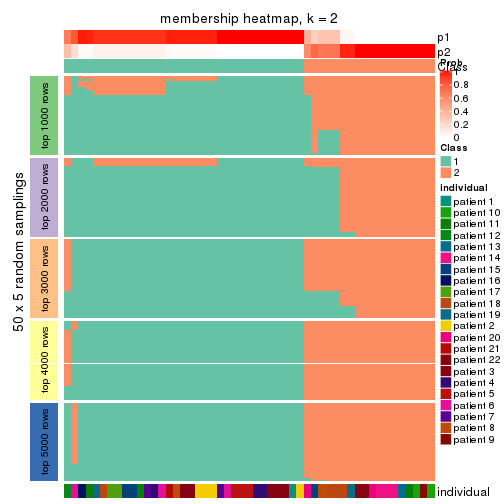 membership heatmap, k = 2
p1
p2
Class
Prob
1
0.8
0.6
0.4
0.2
0
Class
1
2
individual
patient 1
patient 10
patient 11
patient 12
patient 13
patient 14
patient 15
patient 16
patient 17
patient 18
patient 19
patient 2
patient 20
patient 21
patient 22
patient 3
patient 4
patient 5
patient 6
patient 7
patient 8
patient 9
50 x 5 random samplings
top 1000 rows
top 2000 rows
top 3000 rows
top 4000 rows
top 5000 rows
individual